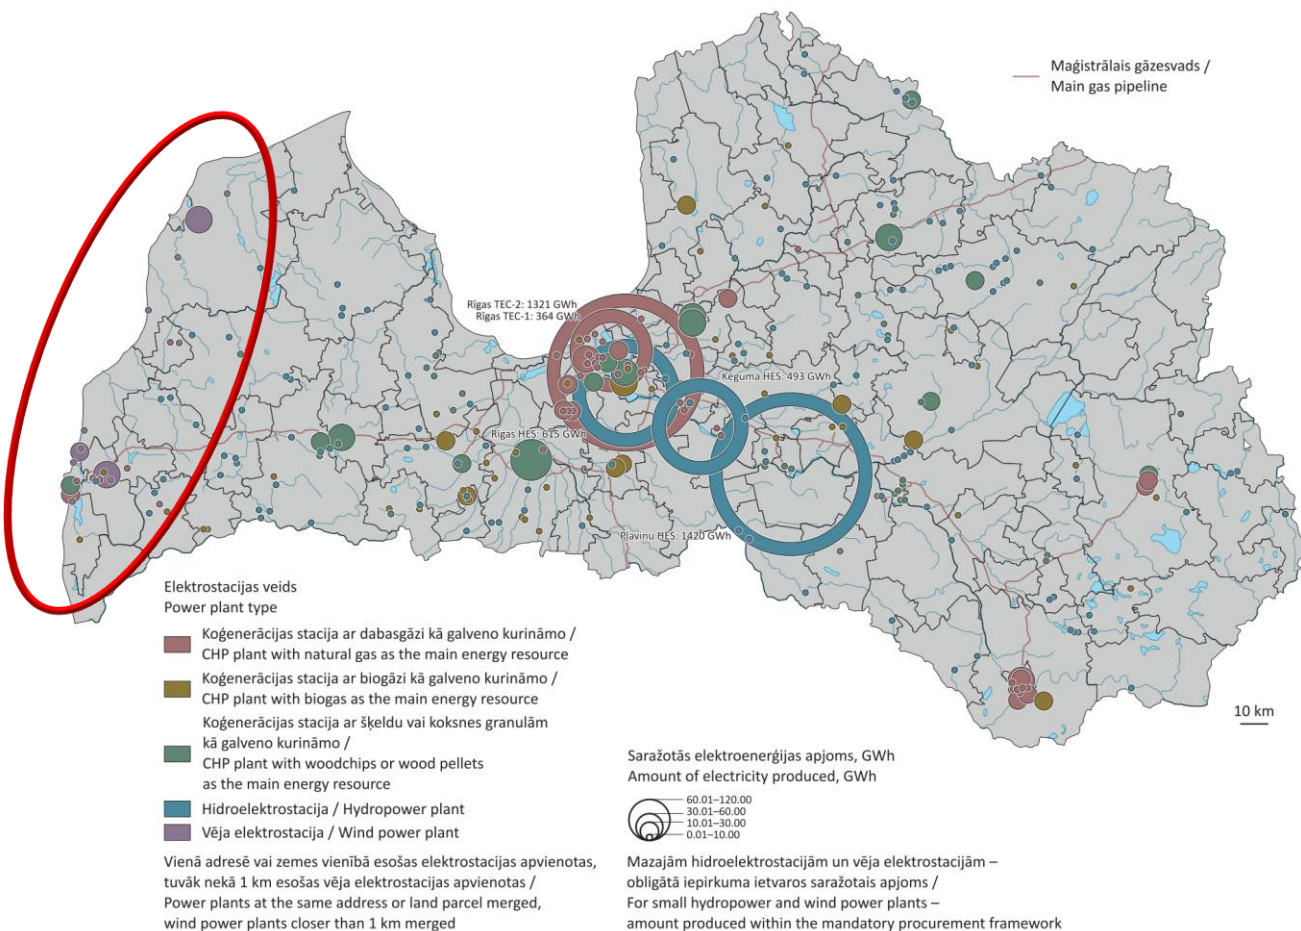 Maģistrālais gāzesvads /
Main gas pipeline
Rīgas TEC-2: 1321 GWh
Rīgas TEC-1: 364 GWh
Ķeguma HES: 493 GWh
Rīgas HES: 615 GWh
Pļaviņu HES: 1420 GWh
10 km
Elektrostacijas veids
Power plant type
Koģenerācijas stacija ar dabasgāzi kā galveno kurināmo /
CHP plant with natural gas as the main energy resource
Koģenerācijas stacija ar biogāzi kā galveno kurināmo /
CHP plant with biogas as the main energy resource
Koģenerācijas stacija ar šķeldu vai koksnes granulām
kā galveno kurināmo /
CHP plant with woodchips or wood pellets
as the main energy resource
Hidroelektrostacija / Hydropower plant
Vēja elektrostacija / Wind power plant
Vienā adresē vai zemes vienībā esošas elektrostacijas apvienotas,
tuvāk nekā 1 km esošas vēja elektrostacijas apvienotas /
Power plants at the same address or land parcel merged,
wind power plants closer than 1 km merged
Saražotās elektroenerģijas apjoms, GWh
Amount of electricity produced, GWh
60.01–120.00
30.01–60.00
10.01–30.00
0.01–10.00
Mazajām hidroelektrostacijām un vēja elektrostacijām –
obligātā iepirkuma ietvaros saražotais apjoms /
For small hydropower and wind power plants –
amount produced within the mandatory procurement framework